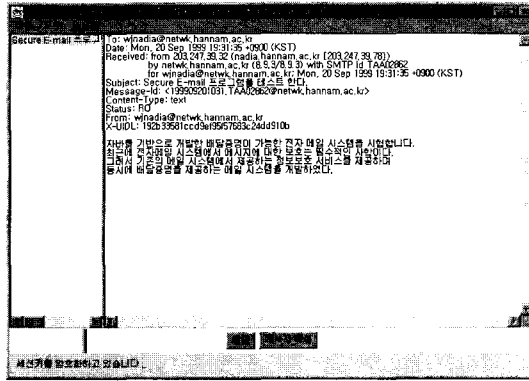 Secure E-mail 프로그
To: wjnadia@netwk,hannam,ac,kr
Date: Mon, 20 Sep 1999 19:31:35 +0900 (KST)
Received: from 203,247,39,32 (nadia,hannam,ac,kr [203,247,39,78])
by netwk,hannam,ac,kr (8,9,3/8,9,3) with SMTP id TAA02862
for wjnadia@netwk,hannam,ac,kr; Mon, 20 Sep 1999 19:31:35 +0900 (KST)
Subject: Secure E-mail 프로그램를 테스트 한다.
Message-Id: <199909201031,TAA02862@netwk,hannam,ac,kr>
Content-Type: text
Status: RO
From: wjnadia@netwk,hannam,ac,kr
X-UIDL: 192b33581ccd9ef95f57683c24dd910b
자바를 기반으로 개발한 배달증명이 가능한 전자 메일 시스템을 시험합니다.
최근에 전자메일 시스템에서 메시지에 대한 보호는 필수적인 사항이다.
그래서 기존의 메일 시스템에서 제공하는 정보보호 서비스를 제공하며
동시에 배달증명을 제공하는 메일 시스템를 개발하였다.
세션키를 암호화하고 있습니다